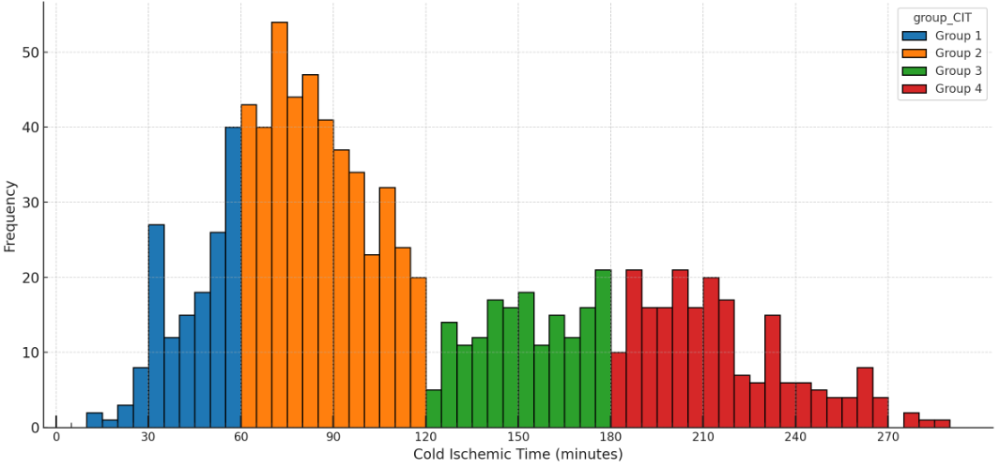 group_CIT
Group 1
Group 2
Group 3
Group 4
Frequency
50
40
30
20
10
0
0 30 60 90 120 150 180 210 240 270
Cold Ischemic Time (minutes)